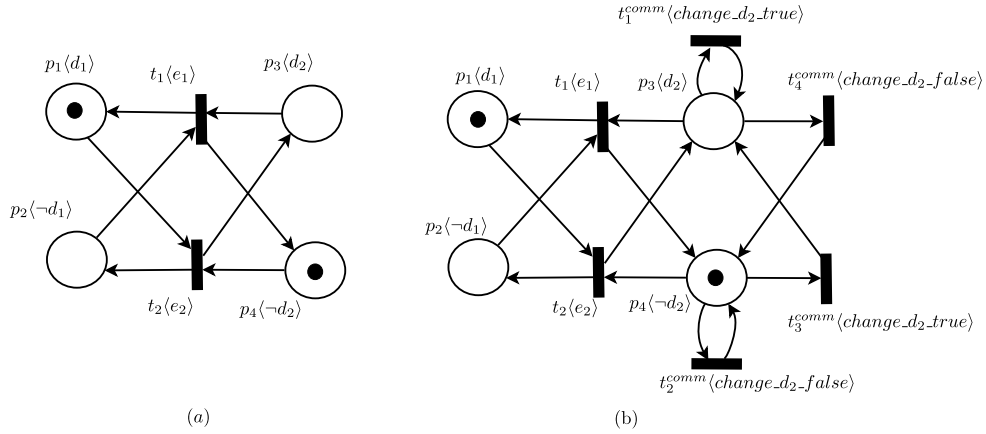 t₁ᶜᵒᵐᵐ⟨change_d₂_true⟩
p₁⟨d₁⟩
t₁⟨e₁⟩
p₃⟨d₂⟩
p₁⟨d₁⟩
t₁⟨e₁⟩
p₃⟨d₂⟩
t₄ᶜᵒᵐᵐ⟨change_d₂_false⟩
p₂⟨¬d₁⟩
p₂⟨¬d₁⟩
t₂⟨e₂⟩
p₄⟨¬d₂⟩
t₂⟨e₂⟩
p₄⟨¬d₂⟩
t₃ᶜᵒᵐᵐ⟨change_d₂_true⟩
t₂ᶜᵒᵐᵐ⟨change_d₂_false⟩
(a)
(b)